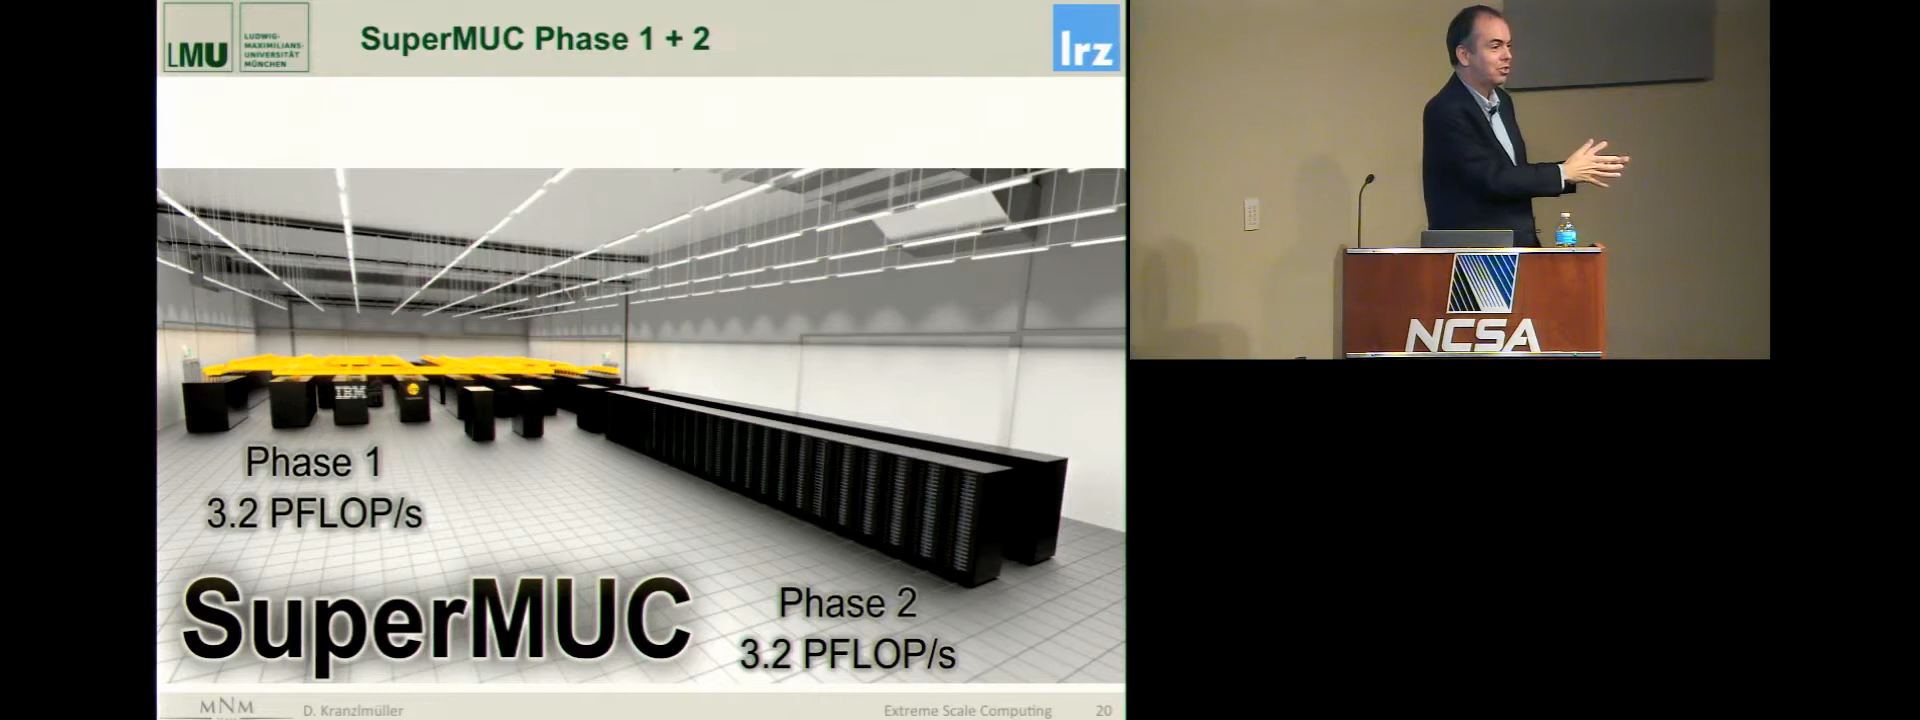 LMU
LUDWIG-
MAXIMILIANS-
UNIVERSITÄT
MÜNCHEN
SuperMUC Phase 1 + 2
lrz
IBM
Phase 1
3.2 PFLOP/s
SuperMUC
Phase 2
3.2 PFLOP/s
MNM
D. Kranzlmüller
Extreme Scale Computing
20
NCSA